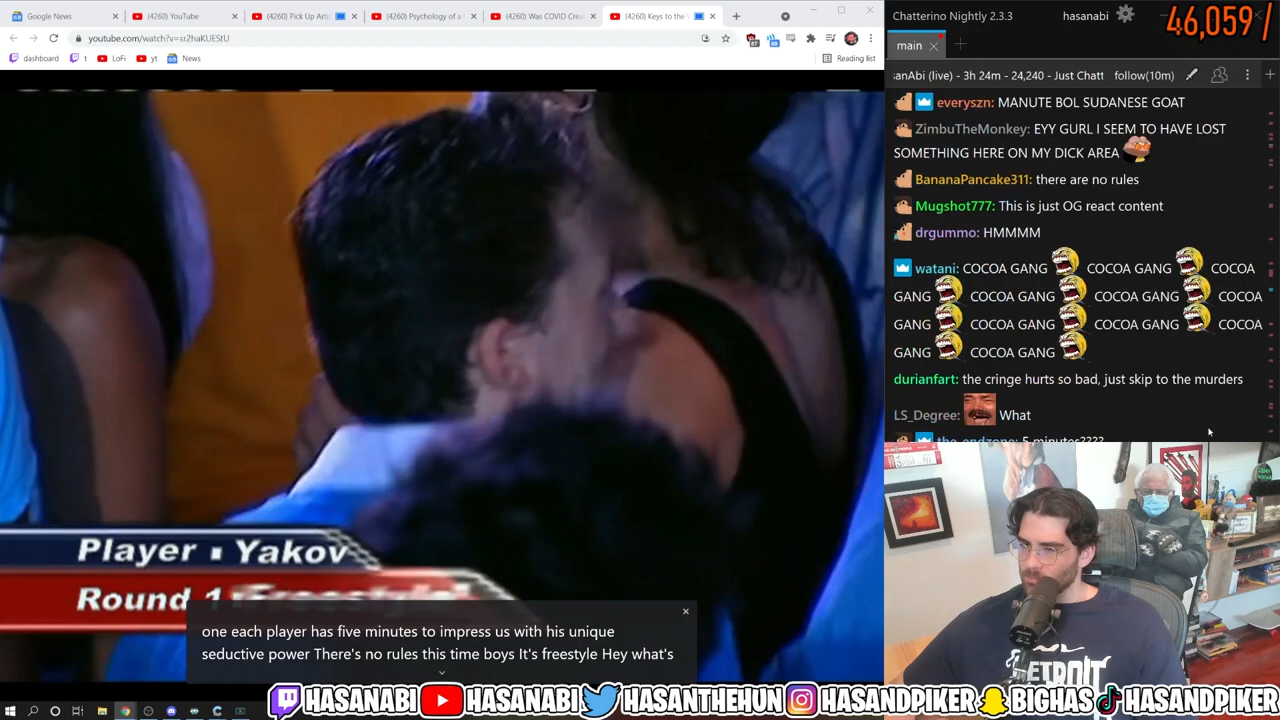 Google News
(4260) YouTube
(4260) Pick Up Artis
(4260) Psychology of a
(4260) Was COVID Crea
(4260) Keys to the
youtube.com/watch?v=sr2haKUEStU
dashboard
t
LoFi
yt
News
Reading list
Player ▪ Yakov
Round 1
one each player has five minutes to impress us with his unique
seductive power There's no rules this time boys It's freestyle Hey what's
Chatterino Nightly 2.3.3
hasanabi
46,059 /
main
anAbi (live) - 3h 24m - 24,240 - Just Chatt
follow(10m)
everyszn: MANUTE BOL SUDANESE GOAT
ZimbuTheMonkey: EYY GURL I SEEM TO HAVE LOST
SOMETHING HERE ON MY DICK AREA
BananaPancake311: there are no rules
Mugshot777: This is just OG react content
drgummo: HMMMM
watani: COCOA GANG COCOA GANG COCOA
GANG COCOA GANG COCOA GANG COCOA
GANG COCOA GANG COCOA GANG COCOA
GANG COCOA GANG
durianfart: the cringe hurts so bad, just skip to the murders
LS_Degree: What
the_endzone: 5 minutes????
DETROIT
HASANABI
HASANABI
HASANTHEHUN
HASANDPIKER
BIGHAS
HASANDPIKER